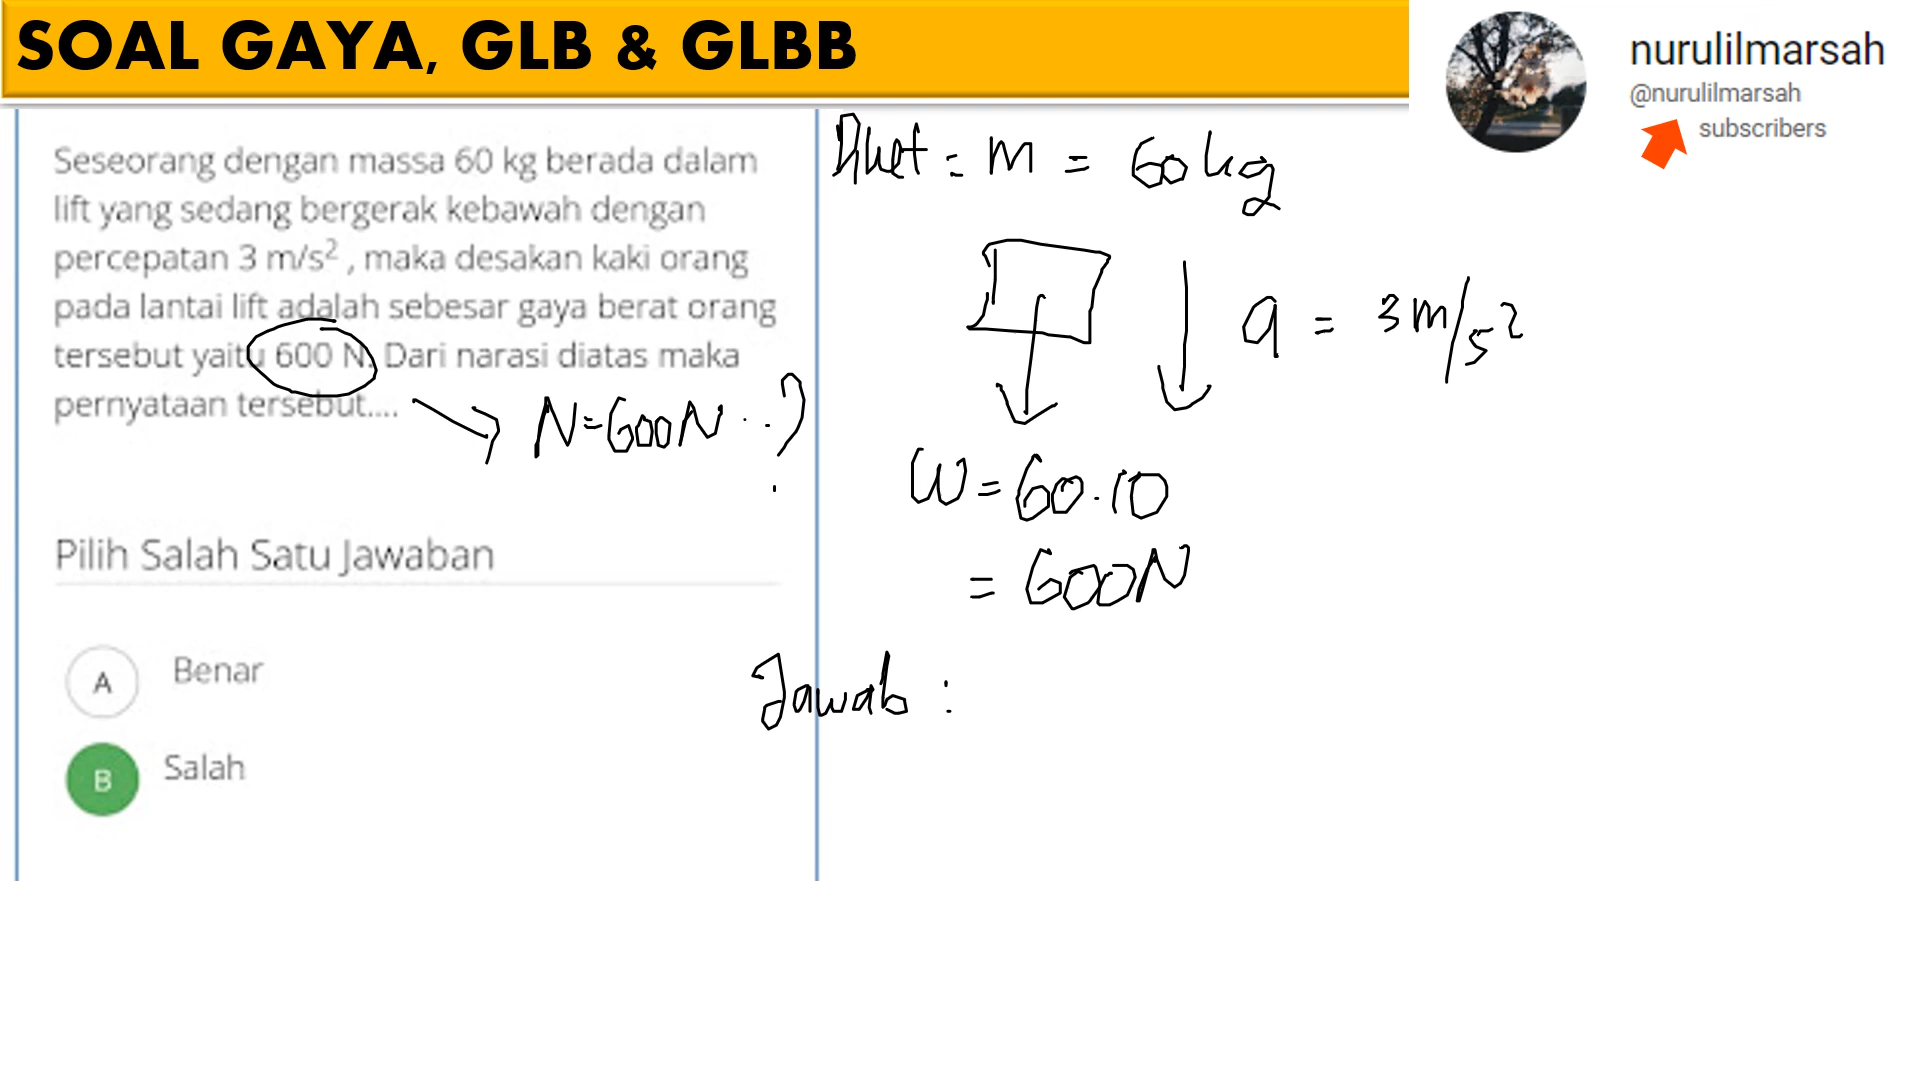 SOAL GAYA, GLB & GLBB
nurulilmarsah
@nurulilmarsah
subscribers
Seseorang dengan massa 60 kg berada dalam
lift yang sedang bergerak kebawah dengan
percepatan 3 m/s², maka desakan kaki orang
pada lantai lift adalah sebesar gaya berat orang
tersebut yaitu 600 N. Dari narasi diatas maka
pernyataan tersebut....
N=600N ..?
Pilih Salah Satu Jawaban
A Benar
B Salah
Diket = m = 60 kg
a = 3 m/s²
W = 60.10
= 600N
Jawab :